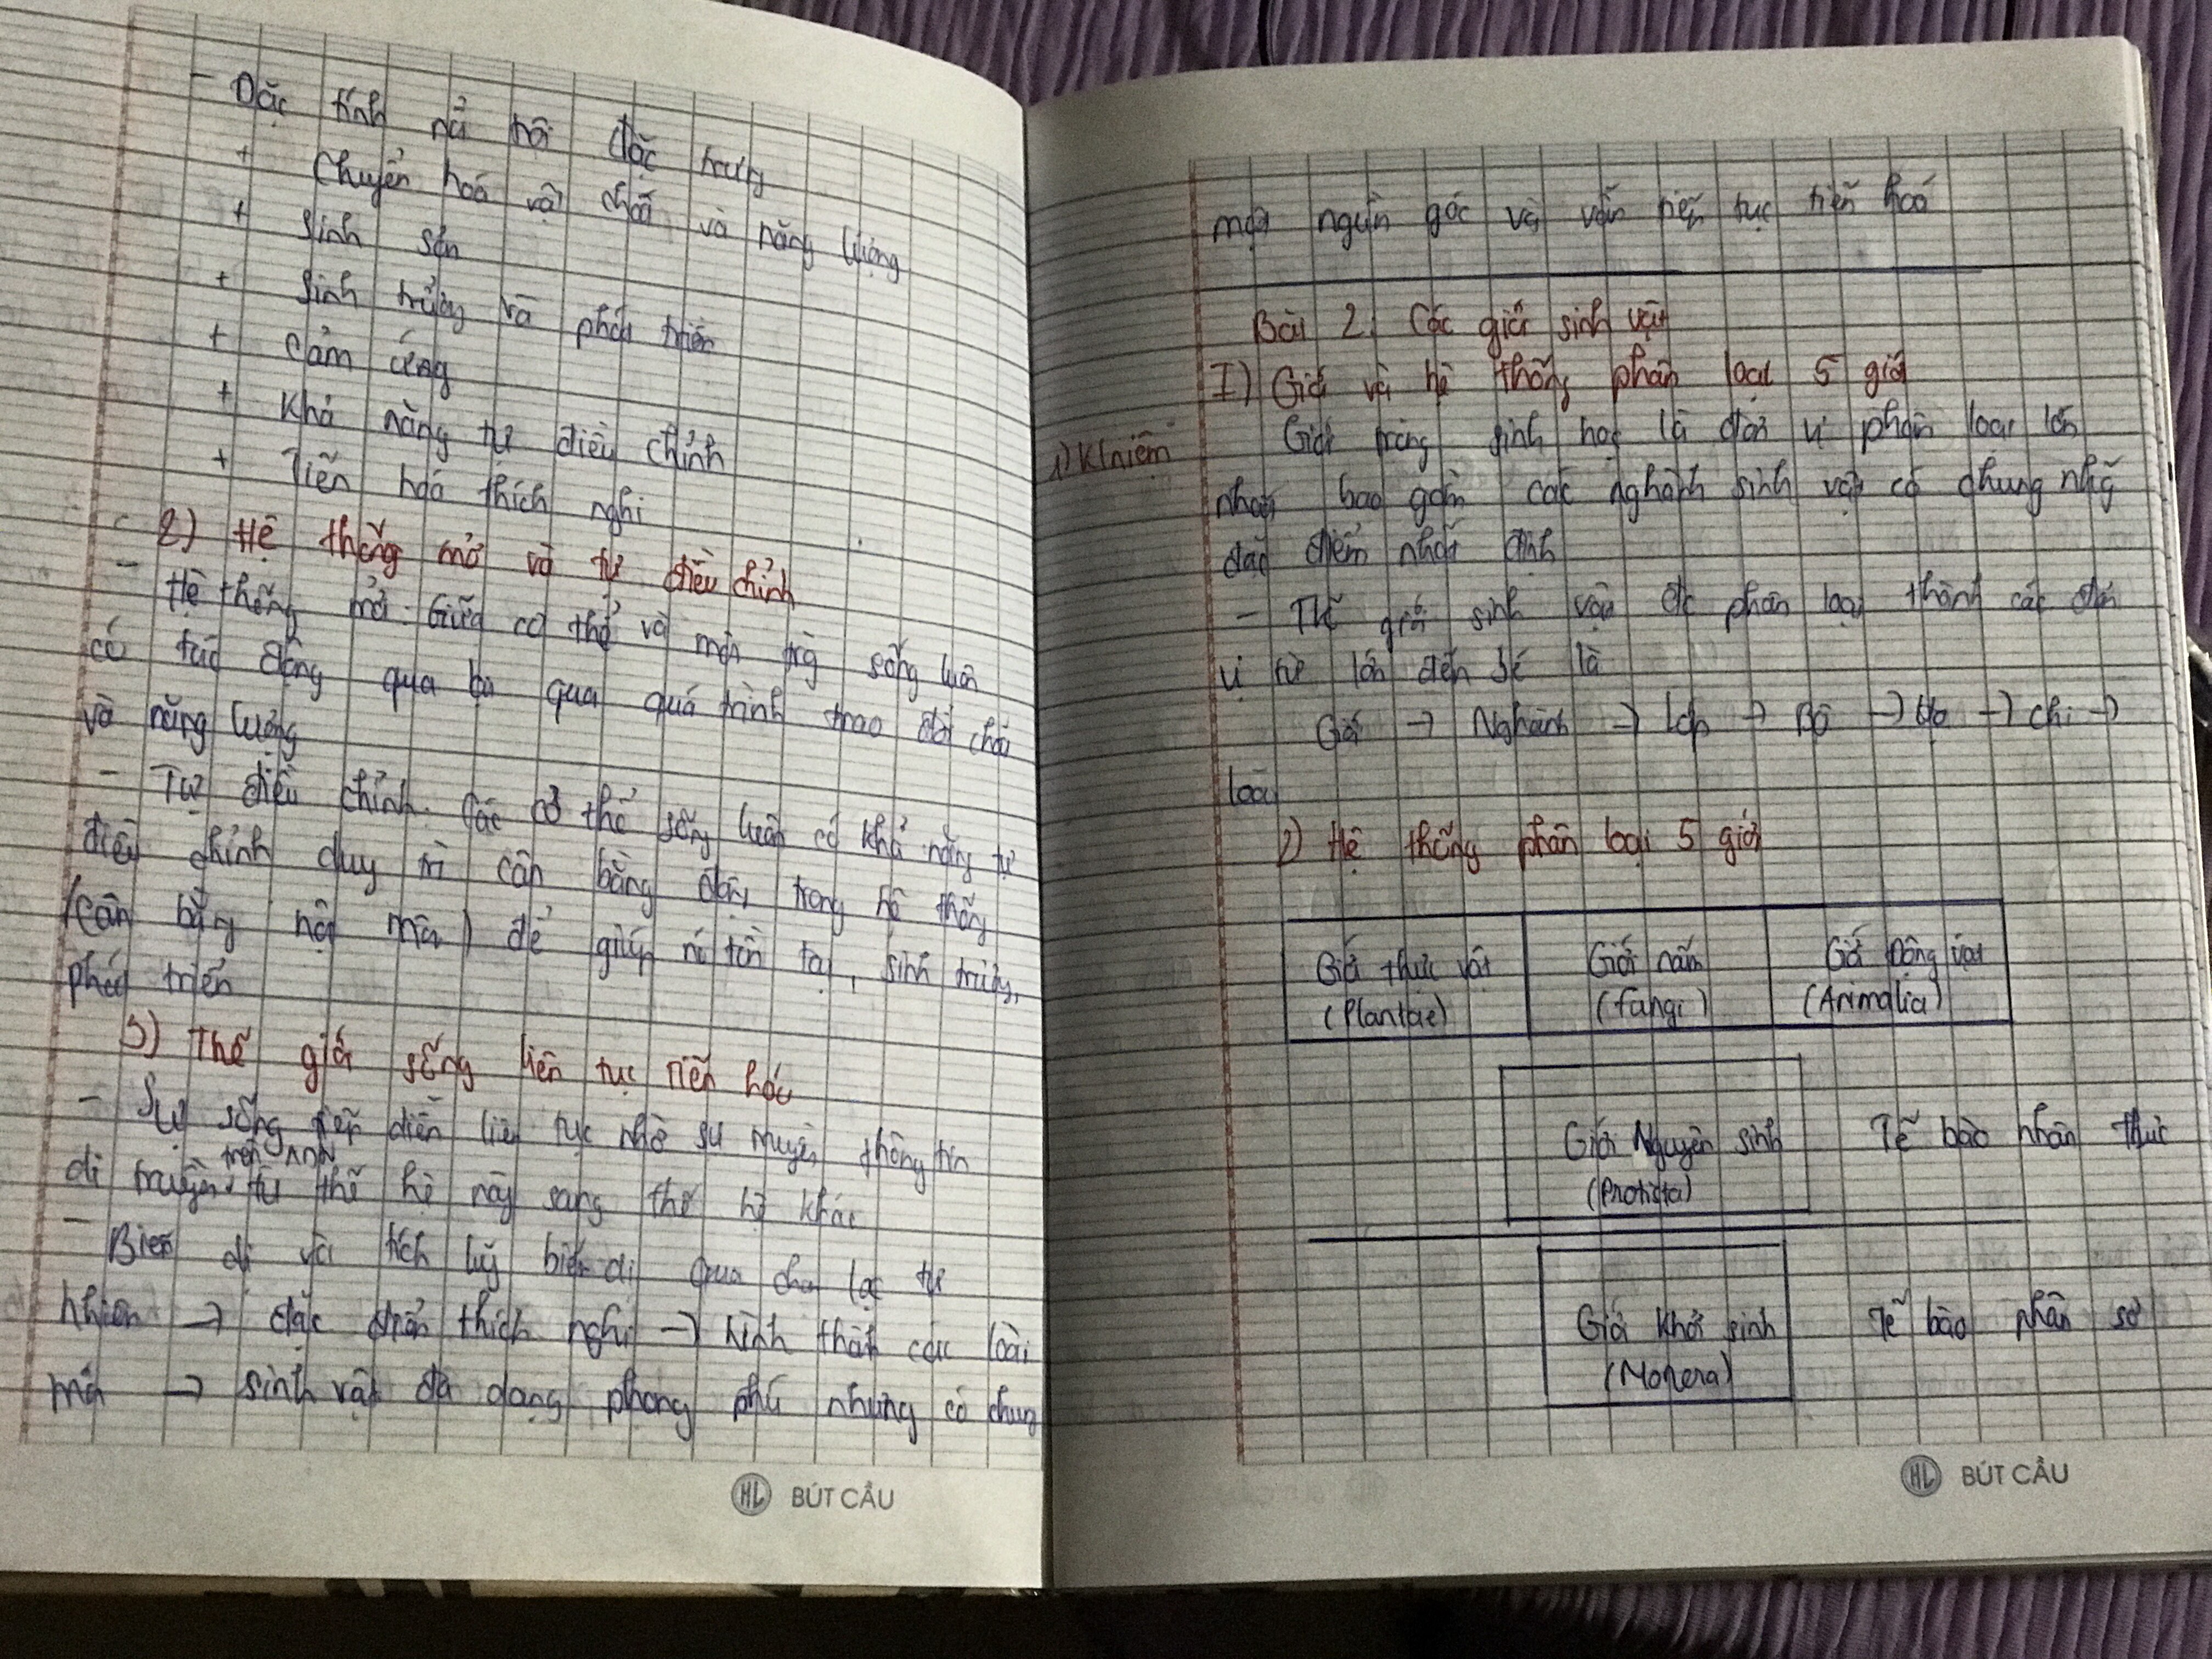 - Đặc tính nổi trội đặc trưng
+ Chuyển hoá vật chất và năng lượng
+ Sinh sản
+ Sinh trưởng và phát triển
+ Cảm ứng
+ Khả năng tự điều chỉnh
+ Tiến hoá thích nghi
2) Hệ thống mở và tự điều chỉnh
- Hệ thống mở: Giữa cơ thể và môi trg sống luôn
có tác động qua lại qua quá trình trao đổi chất
và năng lượng
- Tự điều chỉnh: Các cơ thể sống luôn có khả năng tự
điều chỉnh duy trì cân bằng động trong hệ thống
(cân bằng nội môi) để giúp nó tồn tại, sinh trưởng,
phát triển
3) Thế giới sống liên tục tiến hoá
- Sự sống tiếp diễn liên tục nhờ sự truyền thông tin
trên ADN
di truyền từ thế hệ này sang thế hệ khác
- Biến dị và tích luỹ biến dị qua chọn lọc tự
nhiên → đặc điểm thích nghi → hình thành các loài
mới → sinh vật đa dạng phong phú nhưng có chung
HL BÚT CẦU
một nguồn gốc và vẫn tiếp tục tiến hoá
Bài 2: Các giới sinh vật
I) Giới và hệ thống phân loại 5 giới
1) K/niệm
Giới trong sinh học là đơn vị phân loại lớn
nhất bao gồm các nghành sinh vật có chung nhg
đặc điểm nhất định
- Thế giới sinh vật đc phân loại thành các đơn
vị từ lớn đến bé là
Giới → Nghành → Lớp → Bộ → Họ → chi →
loài
2) Hệ thống phân loại 5 giới
Giới thực vật Giới nấm Giới Động vật
(Plantae) (fungi) (Animalia)
Giới Nguyên sinh Tế bào nhân thực
(Protista)
Giới khởi sinh Tế bào nhân sơ
(Monera)
HL BÚT CẦU